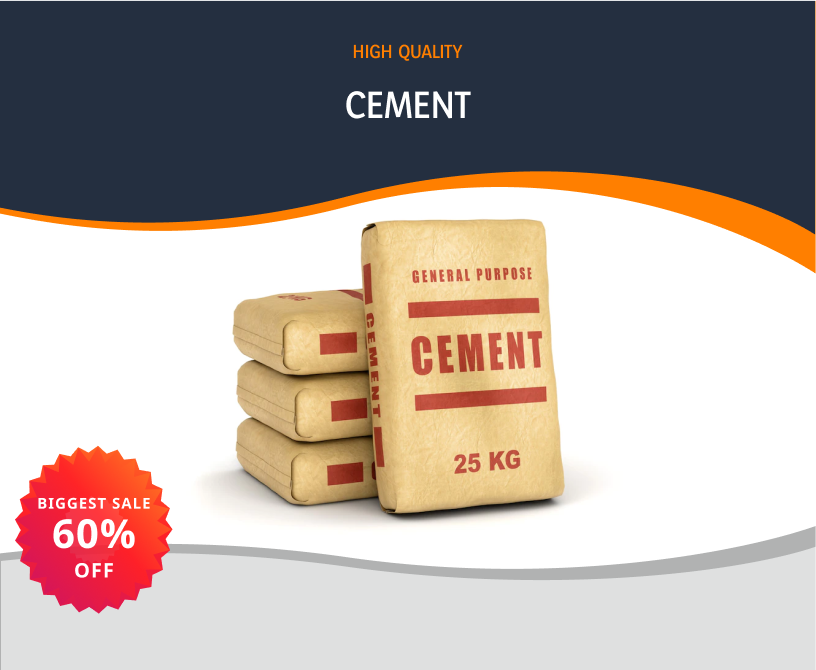 HIGH QUALITY
CEMENT
GENERAL PURPOSE
CEMENT
25 KG
CEMENT
BIGGEST SALE
60%
OFF